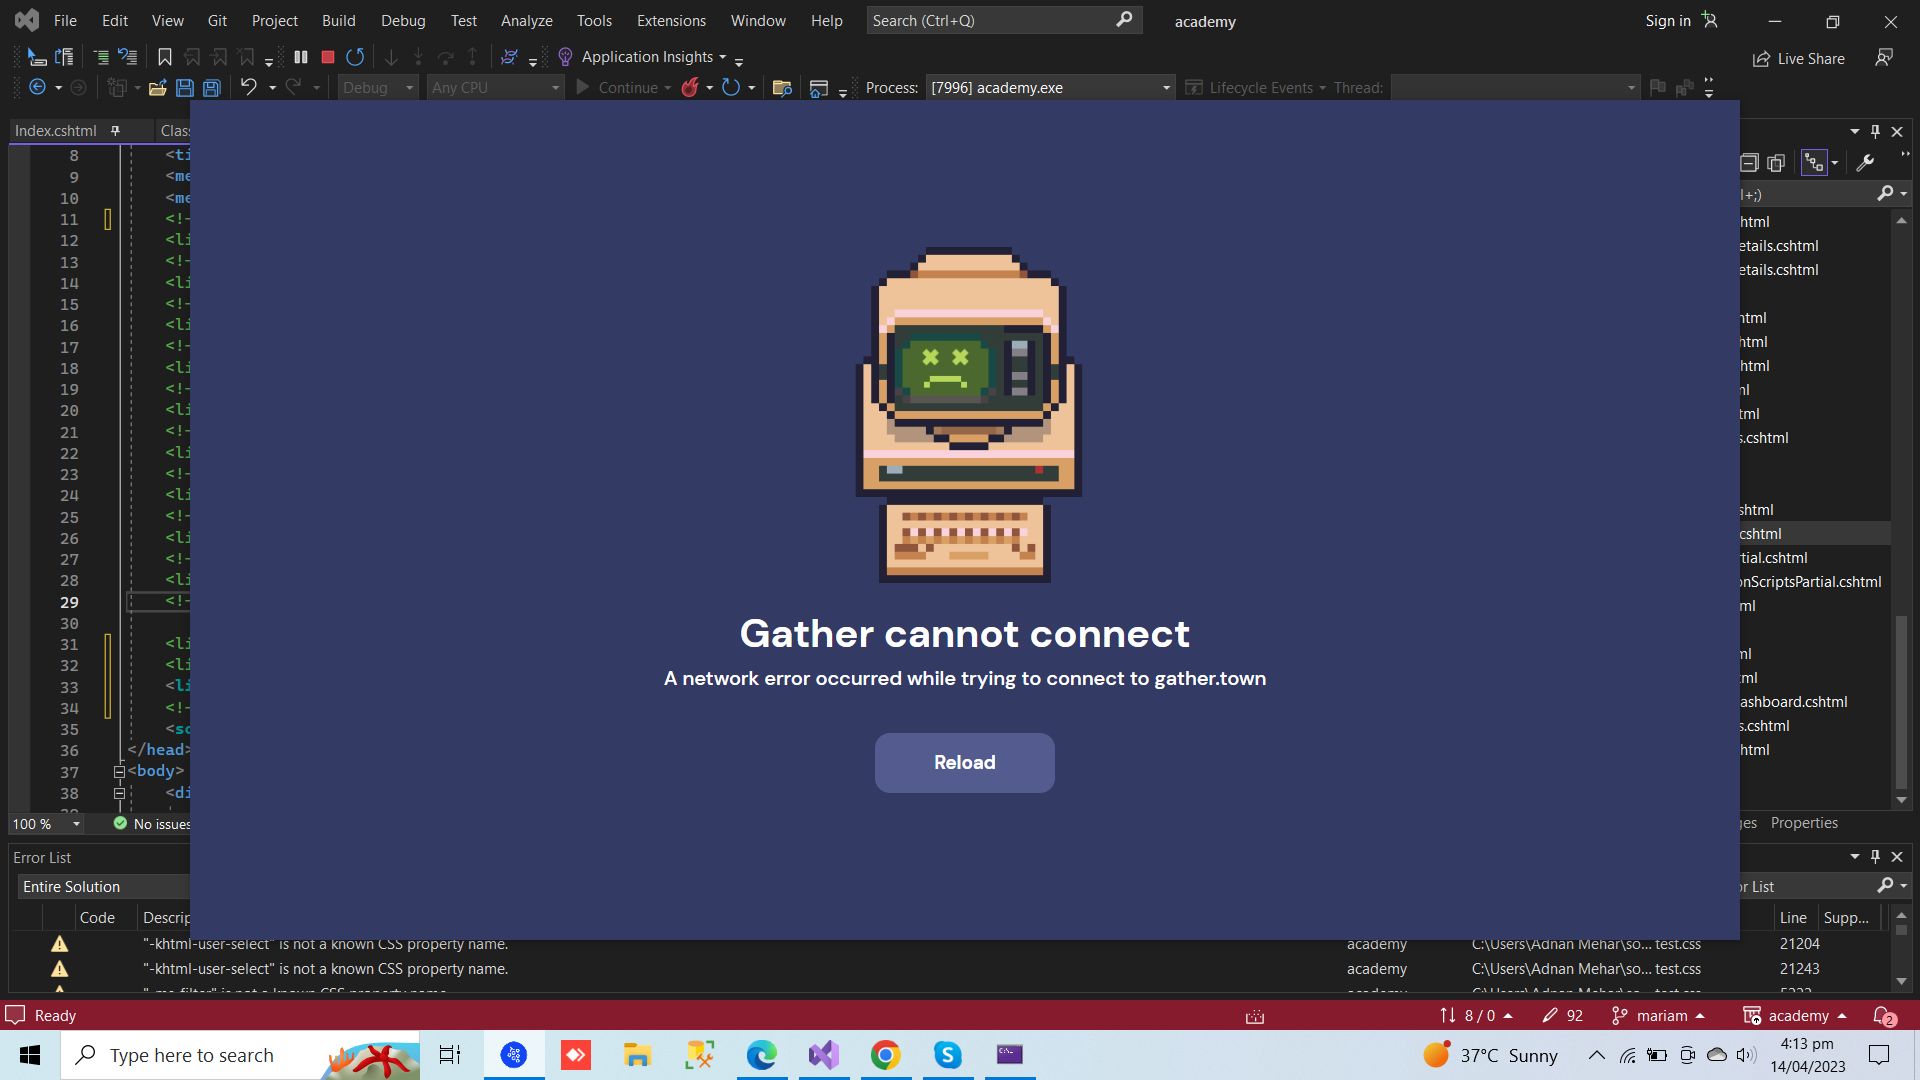 File Edit View Git Project Build Debug Test Analyze Tools Extensions Window Help Search (Ctrl+Q) academy Sign in
Application Insights Live Share
Debug Any CPU Continue Process: [7996] academy.exe Lifecycle Events Thread:
Index.cshtml Clas
8 <ti
9 <me
10 <me
11 <!-
12 <li
13 <!-
14 <li
15 <!-
16 <li
17 <!-
18 <li
19 <!-
20 <li
21 <!-
22 <li
23 <!-
24 <li
25 <!-
26 <li
27 <!-
28 <li
29 <!-
30
31 <li
32 <li
33 <li
34 <!-
35 <sc
36 </head>
37 <body>
38 <di
l+;)
html
etails.cshtml
etails.cshtml
html
html
html
ml
tml
s.cshtml
shtml
cshtml
rtial.cshtml
onScriptsPartial.cshtml
ml
ml
ml
ashboard.cshtml
s.cshtml
html
Gather cannot connect
A network error occurred while trying to connect to gather.town
Reload
100 % No issues
ges Properties
Error List
Entire Solution
or List
Code Descrip Line Supp...
"-khtml-user-select" is not a known CSS property name. academy C:\Users\Adnan Mehar\so... test.css 21204
"-khtml-user-select" is not a known CSS property name. academy C:\Users\Adnan Mehar\so... test.css 21243
Ready 8 / 0 92 mariam academy 2
Type here to search 37°C Sunny 4:13 pm
14/04/2023